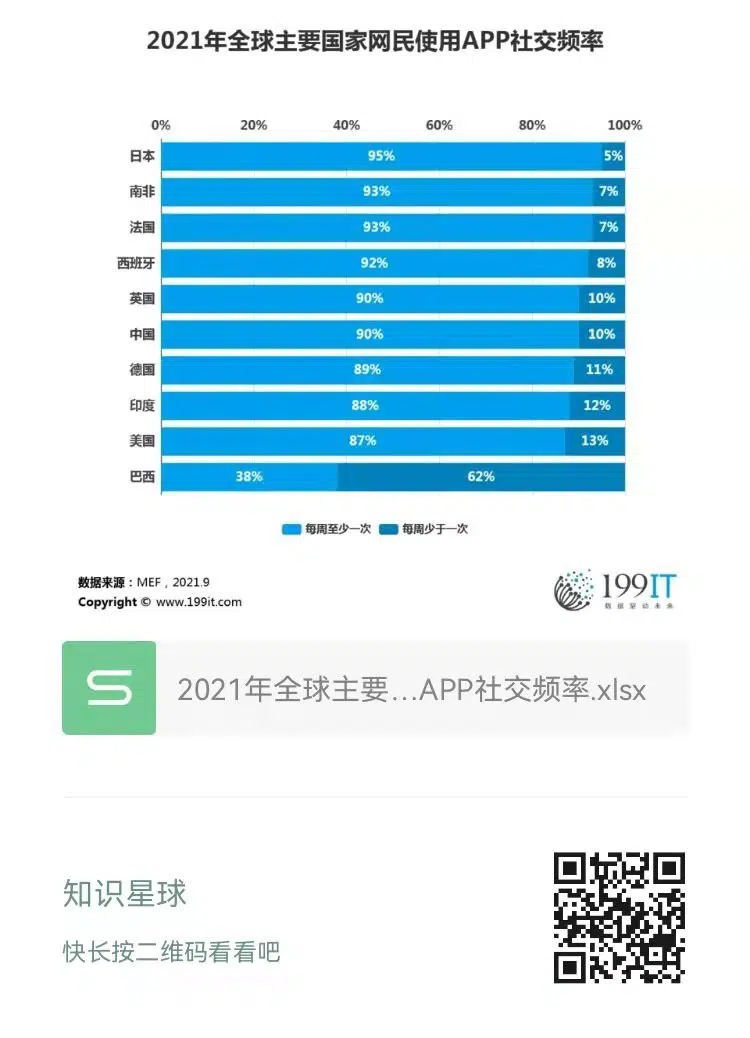 2021年全球主要国家网民使用APP社交频率
0% 20% 40% 60% 80% 100%
日本 95% 5%
南非 93% 7%
法国 93% 7%
西班牙 92% 8%
英国 90% 10%
中国 90% 10%
德国 89% 11%
印度 88% 12%
美国 87% 13%
巴西 38% 62%
每周至少一次 每周少于一次
数据来源：MEF，2021.9
Copyright © www.199it.com
199IT
数据驱动未来
2021年全球主要...APP社交频率.xlsx
知识星球
快长按二维码看看吧